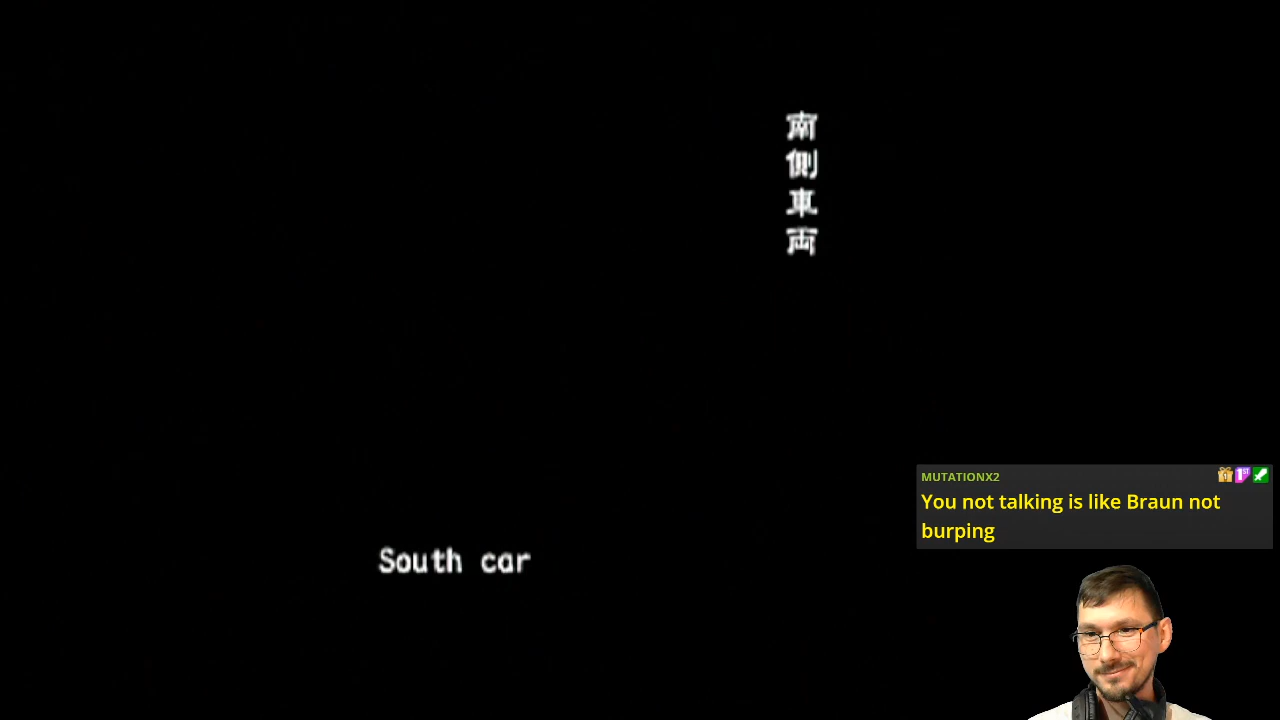 南側車両
South car
MUTATIONX2
You not talking is like Braun not
burping